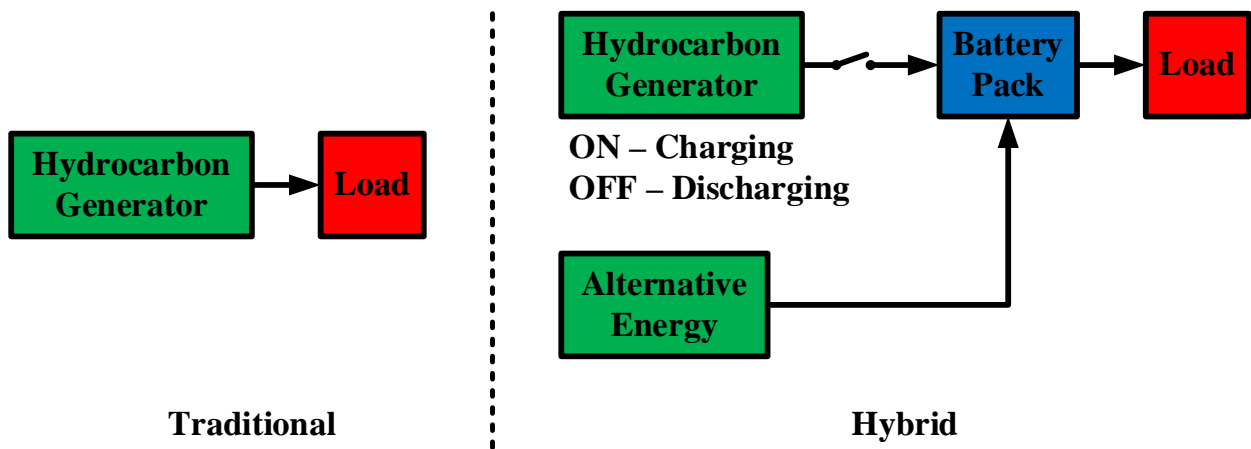 Hydrocarbon
Generator
Load
Traditional
Hydrocarbon
Generator
Battery
Pack
Load
ON – Charging
OFF – Discharging
Alternative
Energy
Hybrid